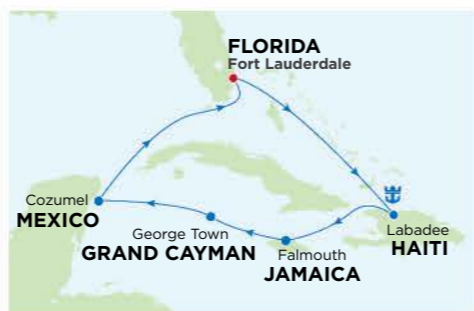 FLORIDA
Fort Lauderdale
Cozumel
MEXICO
George Town
GRAND CAYMAN
Falmouth
JAMAICA
Labadee
HAITI